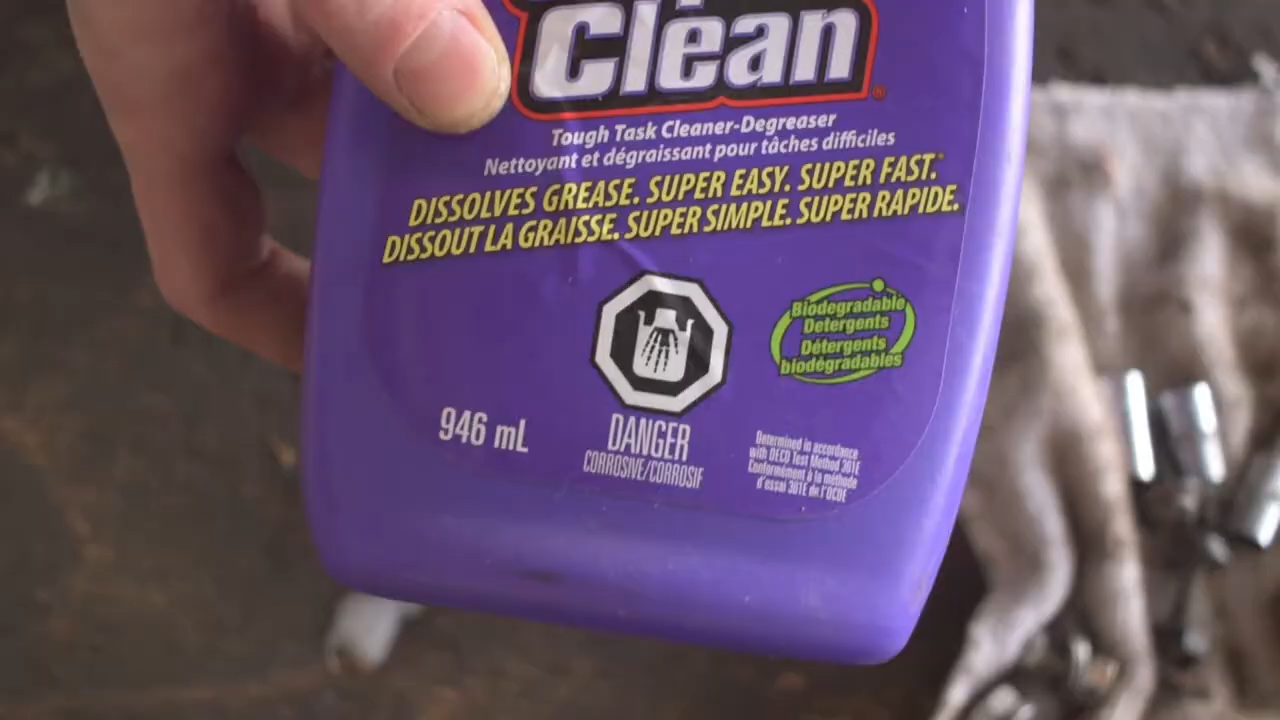 Clean
®
Tough Task Cleaner-Degreaser
Nettoyant et dégraissant pour tâches difficiles
DISSOLVES GREASE. SUPER EASY. SUPER FAST.*
DISSOUT LA GRAISSE. SUPER SIMPLE. SUPER RAPIDE.
Biodegradable
Detergents
Détergents
biodégradables
946 mL
DANGER
CORROSIVE/CORROSIF
Determined in accordance
with OECD Test Method 301E
Conformément à la méthode
d'essai 301E de l'OCDE